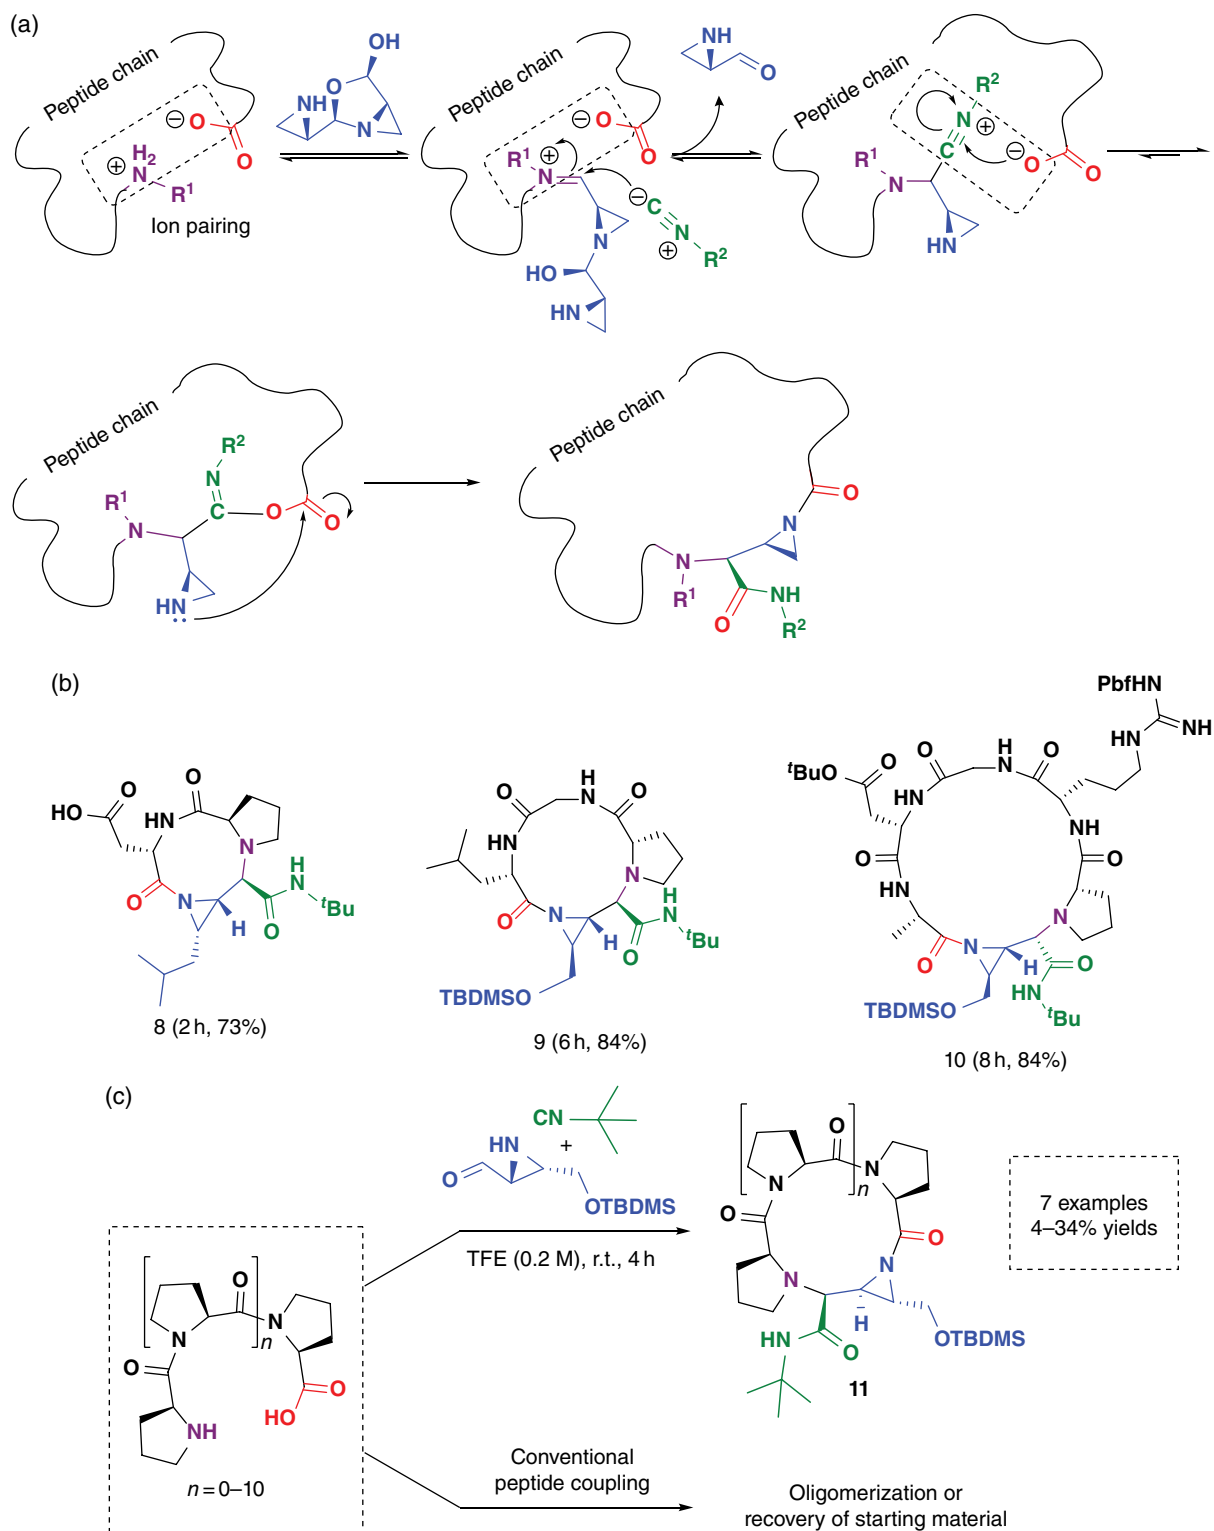 (a)
Peptide chain
O
O
H2
N
R1
Ion pairing
NH
O
OH
N
Peptide chain
O
O
R1
N
C
N
R2
N
HO
HN
NH
O
Peptide chain
R2
N
C
O
O
R1
N
HN
Peptide chain
R2
N
C
O
O
R1
N
HN
Peptide chain
O
N
N
R1
O
NH
R2
(b)
HO
O
O
HN
N
O
N
H
H
N
tBu
O
8 (2 h, 73%)
H
N
O
O
HN
N
O
N
H
H
N
tBu
O
TBDMSO
9 (6 h, 84%)
PbfHN
NH
HN
tBuO
O
O
H
N
O
HN
HN
O
O
HN
N
O
N
H
O
HN
tBu
TBDMSO
10 (8 h, 84%)
(c)
CN
+
HN
O
OTBDMS
TFE (0.2 M), r.t., 4 h
O
N
n
N
O
NH
O
HO
n = 0–10
O
N
n
N
O
O
N
N
H
HN
O
OTBDMS
11
7 examples
4–34% yields
Conventional
peptide coupling
Oligomerization or
recovery of starting material